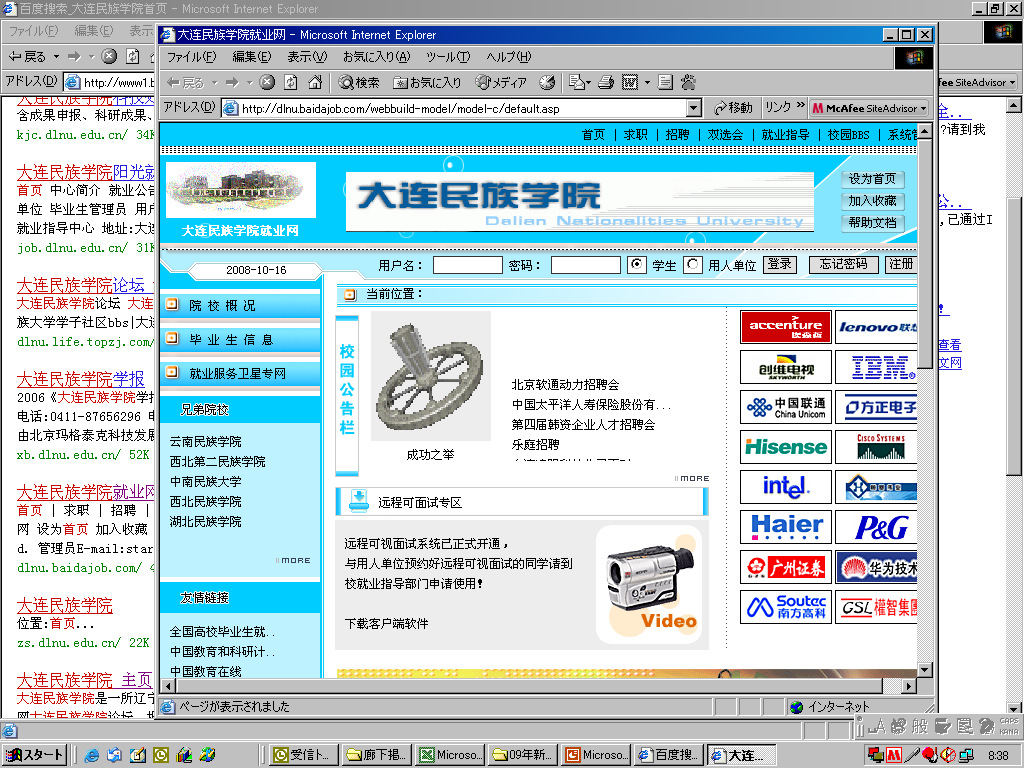 百度搜索_大连民族学院首页 - Microsoft Internet Explorer
ファイル(F) 編集(E) 表示
戻る
アドレス(D) http://www1.b
fee SiteAdvisor
含成果申报、科研成果、
kjc.dlnu.edu.cn/ 34K
大连民族学院阳光就
首页 中心简介 就业公告
单位 毕业生管理员 用户
就业指导中心 地址:大连
job.dlnu.edu.cn/ 31K
大连民族学院论坛
大连民族学院论坛 大连
族大学学子社区bbs|大连
dlnu.life.topzj.com/
大连民族学院学报
2006《大连民族学院学
电话:0411-87656296
由北京玛格泰克科技发展
xb.dlnu.edu.cn/ 52K
大连民族学院就业网
首页 | 求职 | 招聘 |
网 设为首页 加入收藏
d. 管理员E-mail:star
dlnu.baidajob.com/ 4
大连民族学院
位置:首页...
zs.dlnu.edu.cn/ 22K
大连民族学院 主页
大连民族学院是一所辽宁
?请到我
,已通过I
查看
文网
大连民族学院就业网 - Microsoft Internet Explorer
ファイル(F) 編集(E) 表示(V) お気に入り(A) ツール(T) ヘルプ(H)
戻る 検索 お気に入り メディア
アドレス(D) http://dlnu.baidajob.com/webbuild-model/model-c/default.asp 移動 リンク » McAfee SiteAdvisor
首页 | 求职 | 招聘 | 双选会 | 就业指导 | 校园BBS | 系统管
大连民族学院就业网
大连民族学院
Dalian Nationalities University
设为首页
加入收藏
帮助文档
2008-10-16
用户名： 密码： 学生 用人单位 登录 忘记密码 注册
院校概况
毕业生信息
就业服务卫星专网
兄弟院校
云南民族学院
西北第二民族学院
中南民族大学
西北民族学院
湖北民族学院
MORE
友情链接
全国高校毕业生就..
中国教育和科研计..
中国教育在线
当前位置：
校园公告栏
成功之举
北京软通动力招聘会
中国太平洋人寿保险股份有...
第四届韩资企业人才招聘会
乐庭招聘
MORE
远程可面试专区
远程可视面试系统已正式开通，
与用人单位预约好远程可视面试的同学请到
校就业指导部门申请使用！
下载客户端软件
Video
accenture
埃森哲
lenovo联想
创维电视
SKYWORTH
IBM
中国联通
China Unicom
方正电子
Hisense
CISCO SYSTEMS
intel
Haier
P&G
广州证券
华为技术
Soutec
南方高科
GSL 權智集團
ページが表示されました インターネット
CAPS
KANA
スタート
受信ト...
廊下掲...
Microso...
09年新...
Microso...
百度搜...
大连...
8:38